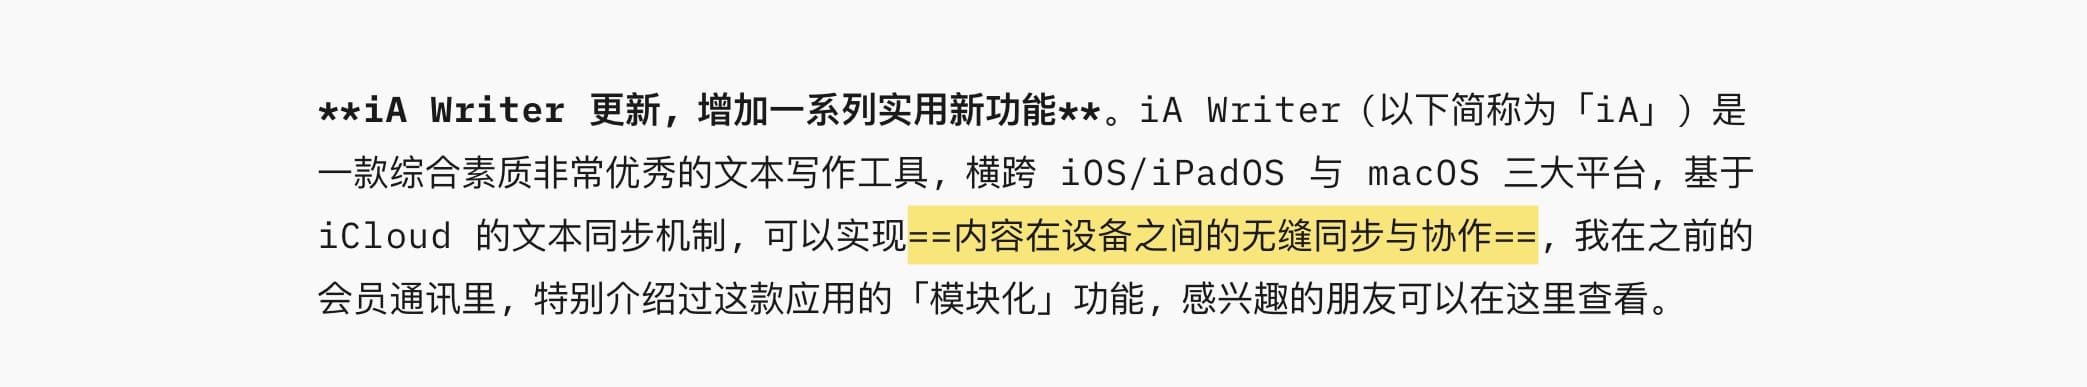 **iA Writer 更新，增加一系列实用新功能**。iA Writer（以下简称为「iA」）是
一款综合素质非常优秀的文本写作工具，横跨 iOS/iPadOS 与 macOS 三大平台，基于
iCloud 的文本同步机制，可以实现==内容在设备之间的无缝同步与协作==，我在之前的
会员通讯里，特别介绍过这款应用的「模块化」功能，感兴趣的朋友可以在这里查看。